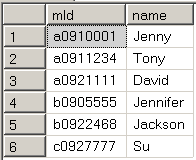 mId name
1 a0910001 Jenny
2 a0911234 Tony
3 a0921111 David
4 b0905555 Jennifer
5 b0922468 Jackson
6 c0927777 Su